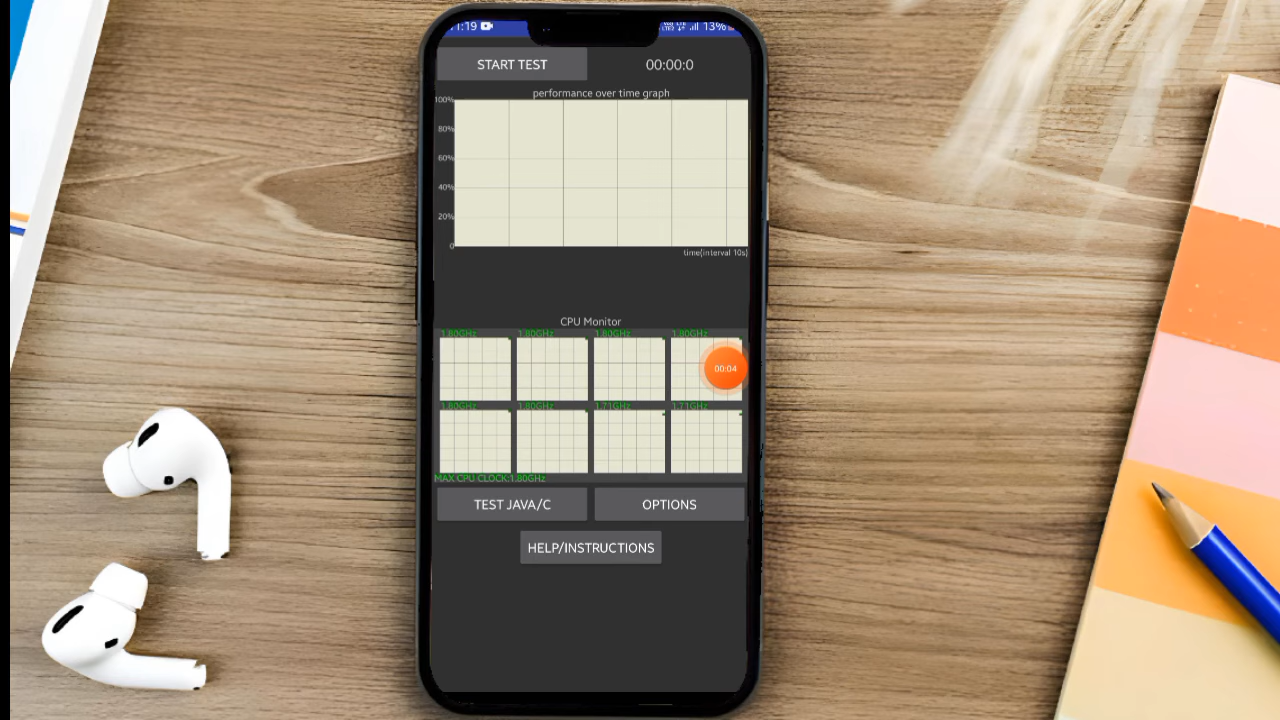 1:19 13%
START TEST 00:00:0
performance over time graph
100%
80%
60%
40%
20%
0
time(interval 10s)
CPU Monitor
1.80GHz 1.80GHz 1.80GHz 1.80GHz
00:04
1.80GHz 1.80GHz 1.71GHz 1.71GHz
MAX CPU CLOCK:1.80GHz
TEST JAVA/C OPTIONS
HELP/INSTRUCTIONS